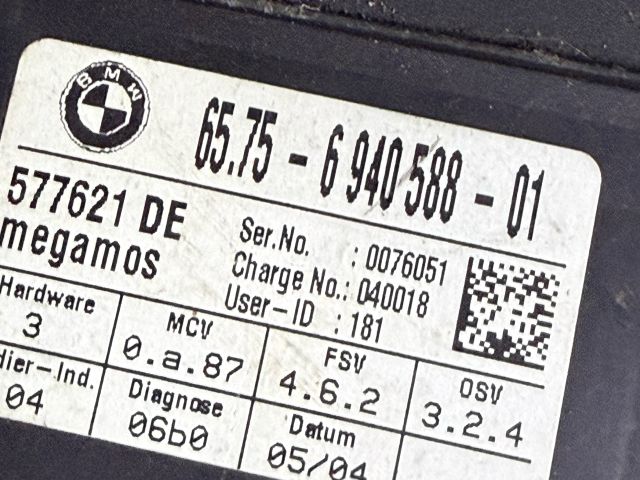 BMW
65.75 - 6 940 588 - 01
577621 DE
megamos
Ser.No. : 0076051
Charge No.: 040018
User-ID : 181
Hardware MCV FSV OSV
3 0.a.87 4.6.2 3.2.4
Hier-Ind. Diagnose Datum
04 06b0 05/04